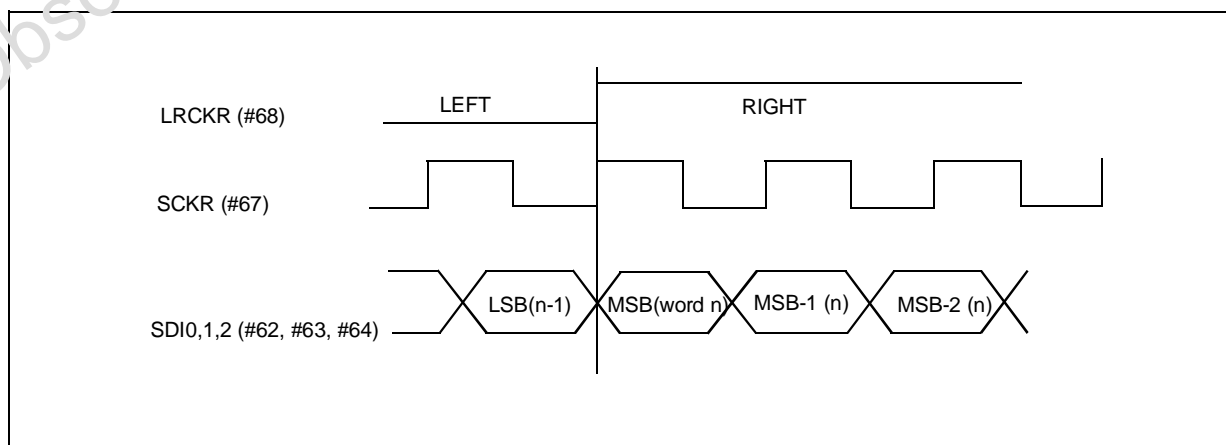 LRCKR (#68)
LEFT
RIGHT
SCKR (#67)
SDI0,1,2 (#62, #63, #64)
LSB(n-1)
MSB(word n)
MSB-1 (n)
MSB-2 (n)